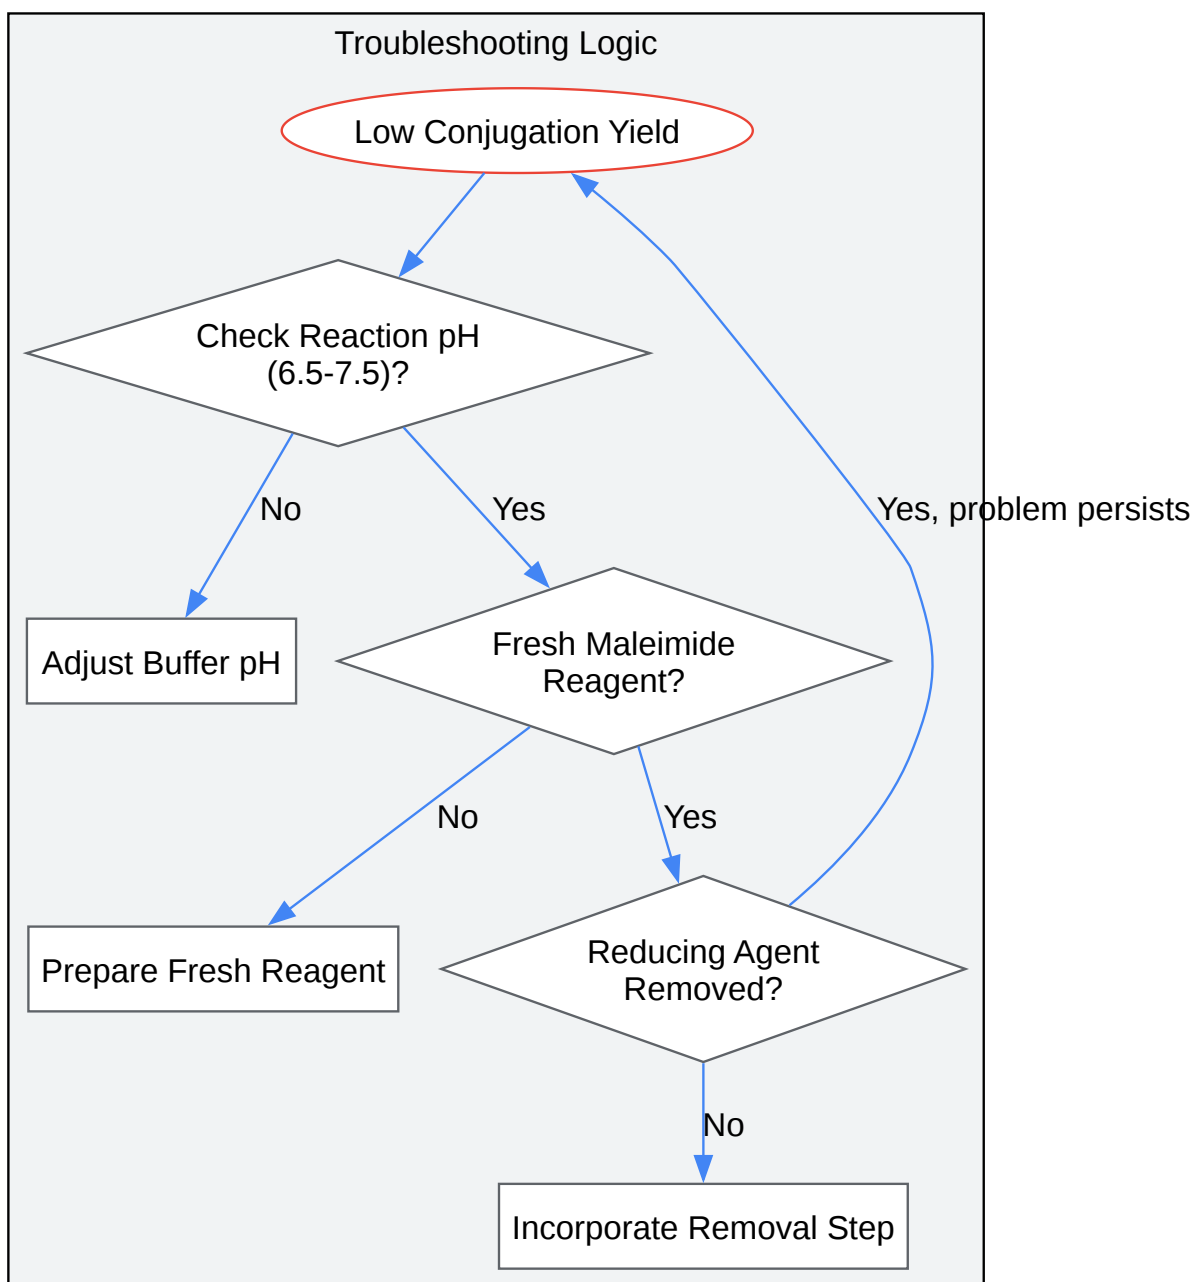 Troubleshooting Logic
Low Conjugation Yield
Check Reaction pH
(6.5-7.5)?
No
Yes
Yes, problem persists
Adjust Buffer pH
Fresh Maleimide
Reagent?
No
Yes
Prepare Fresh Reagent
Reducing Agent
Removed?
No
Incorporate Removal Step